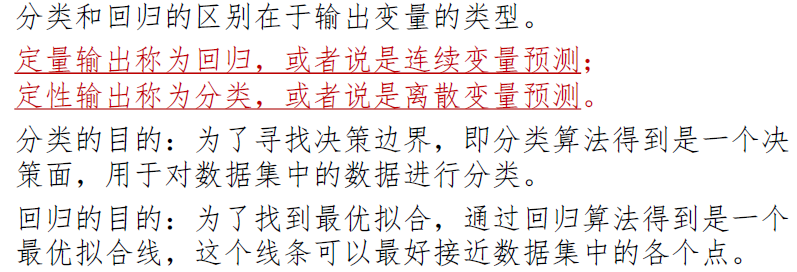 分类和回归的区别在于输出变量的类型。
定量输出称为回归，或者说是连续变量预测；
定性输出称为分类，或者说是离散变量预测。
分类的目的：为了寻找决策边界，即分类算法得到是一个决
策面，用于对数据集中的数据进行分类。
回归的目的：为了找到最优拟合，通过回归算法得到是一个
最优拟合线，这个线条可以最好接近数据集中的各个点。